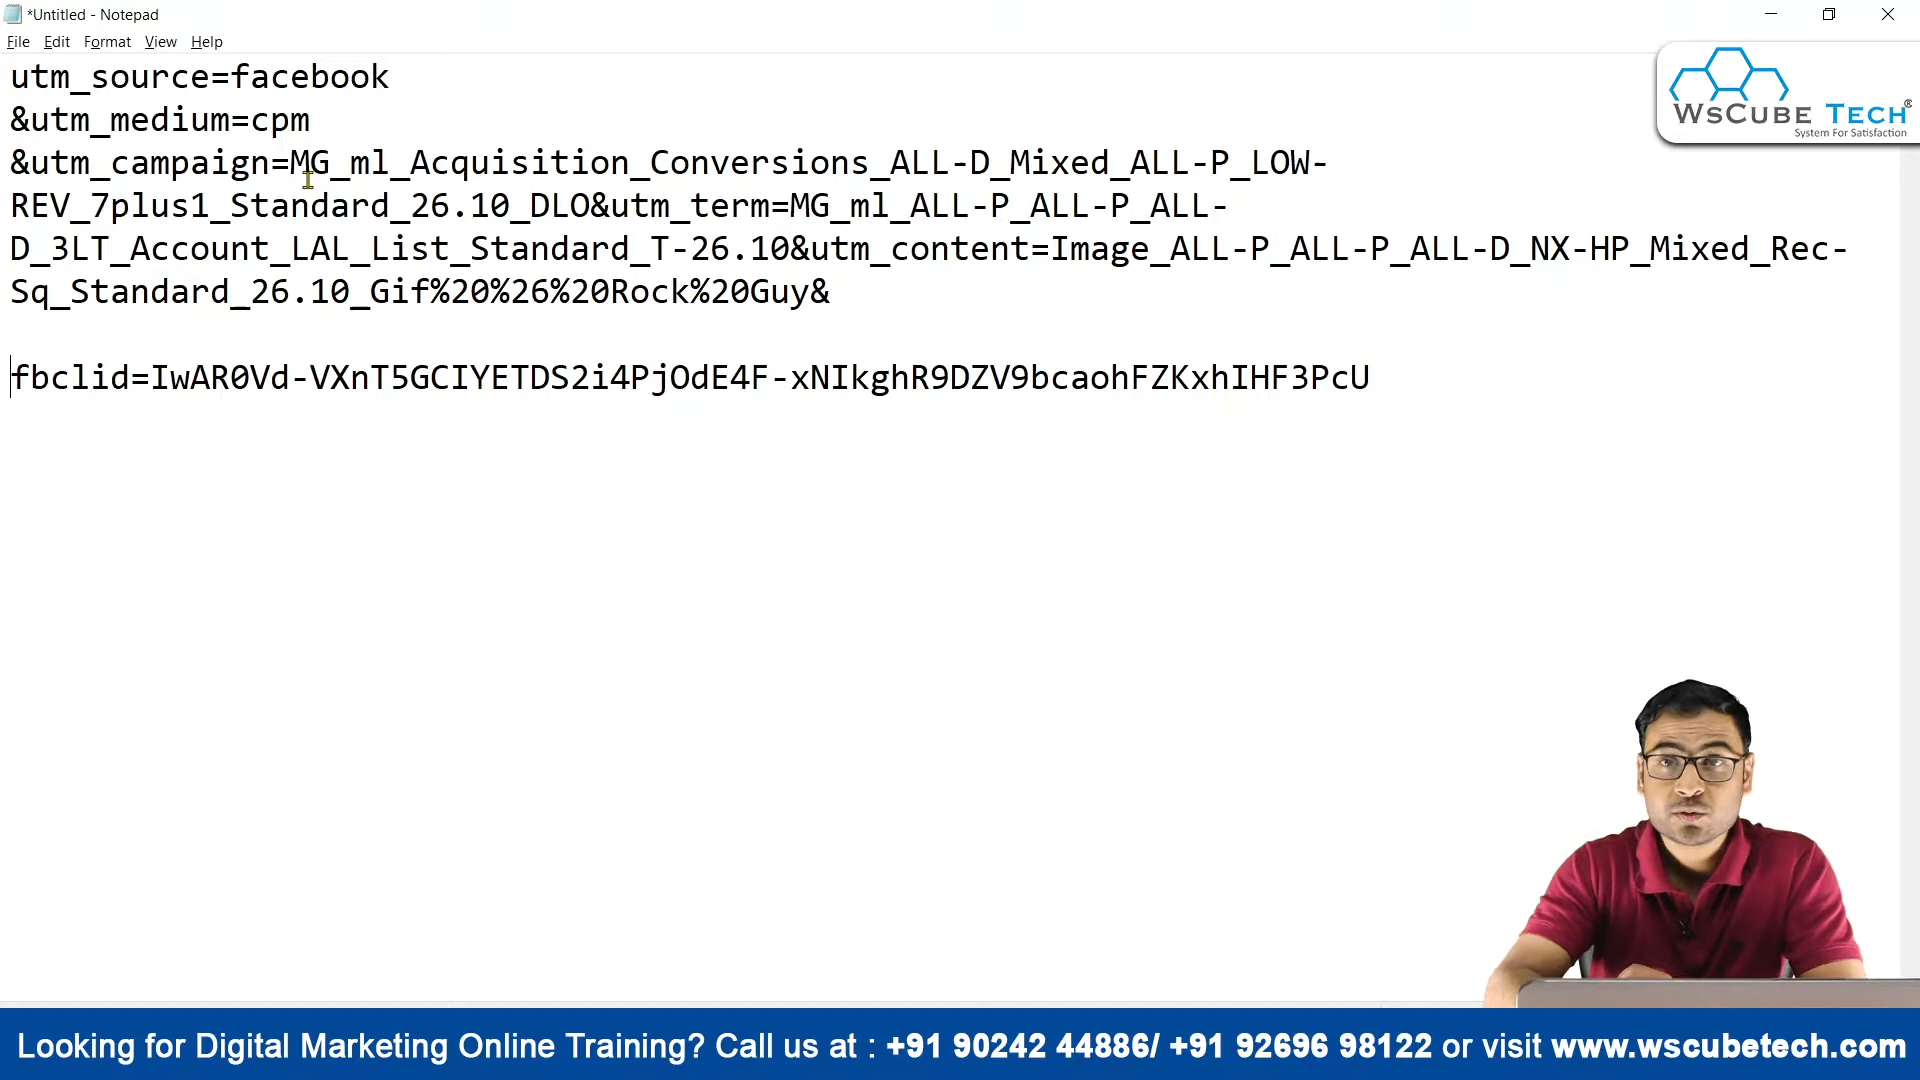 *Untitled - Notepad
File Edit Format View Help
utm_source=facebook
&utm_medium=cpm
&utm_campaign=MG_ml_Acquisition_Conversions_ALL-D_Mixed_ALL-P_LOW-
REV_7plus1_Standard_26.10_DLO&utm_term=MG_ml_ALL-P_ALL-P_ALL-
D_3LT_Account_LAL_List_Standard_T-26.10&utm_content=Image_ALL-P_ALL-P_ALL-D_NX-HP_Mixed_Rec-
Sq_Standard_26.10_Gif%20%26%20Rock%20Guy&
fbclid=IwAR0Vd-VXnT5GCIYETDS2i4PjOdE4F-xNIkghR9DZV9bcaohFZKxhIHF3PcU
WsCube Tech®
System For Satisfaction
Looking for Digital Marketing Online Training? Call us at : +91 90242 44886/ +91 92696 98122 or visit www.wscubetech.com